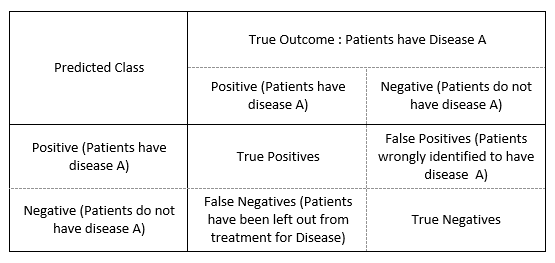 Predicted Class
True Outcome : Patients have Disease A
Positive (Patients have
disease A)
Negative (Patients do not
have disease A)
Positive (Patients have
disease A)
True Positives
False Positives (Patients
wrongly identified to have
disease  A)
Negative (Patients do not
have disease A)
False Negatives (Patients
have been left out from
treatment for Disease)
True Negatives